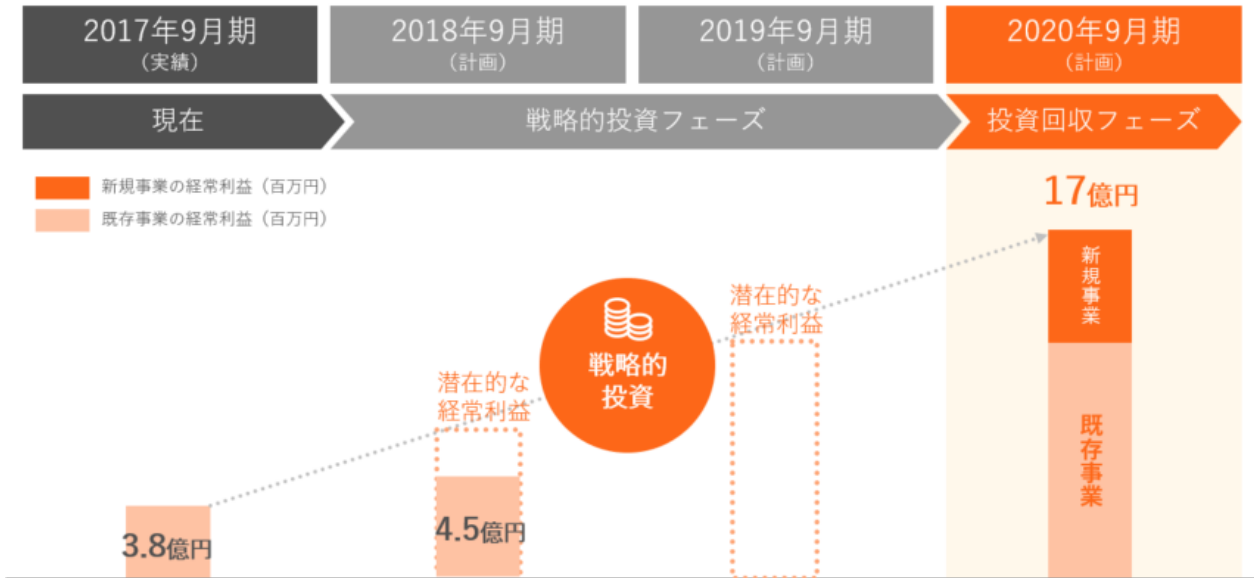 2017年9月期
(実績)
2018年9月期
(計画)
2019年9月期
(計画)
2020年9月期
(計画)
現在
戦略的投資フェーズ
投資回収フェーズ
新規事業の経常利益（百万円）
既存事業の経常利益（百万円）
17億円
新規事業
既存事業
潜在的な
経常利益
戦略的
投資
潜在的な
経常利益
4.5億円
3.8億円